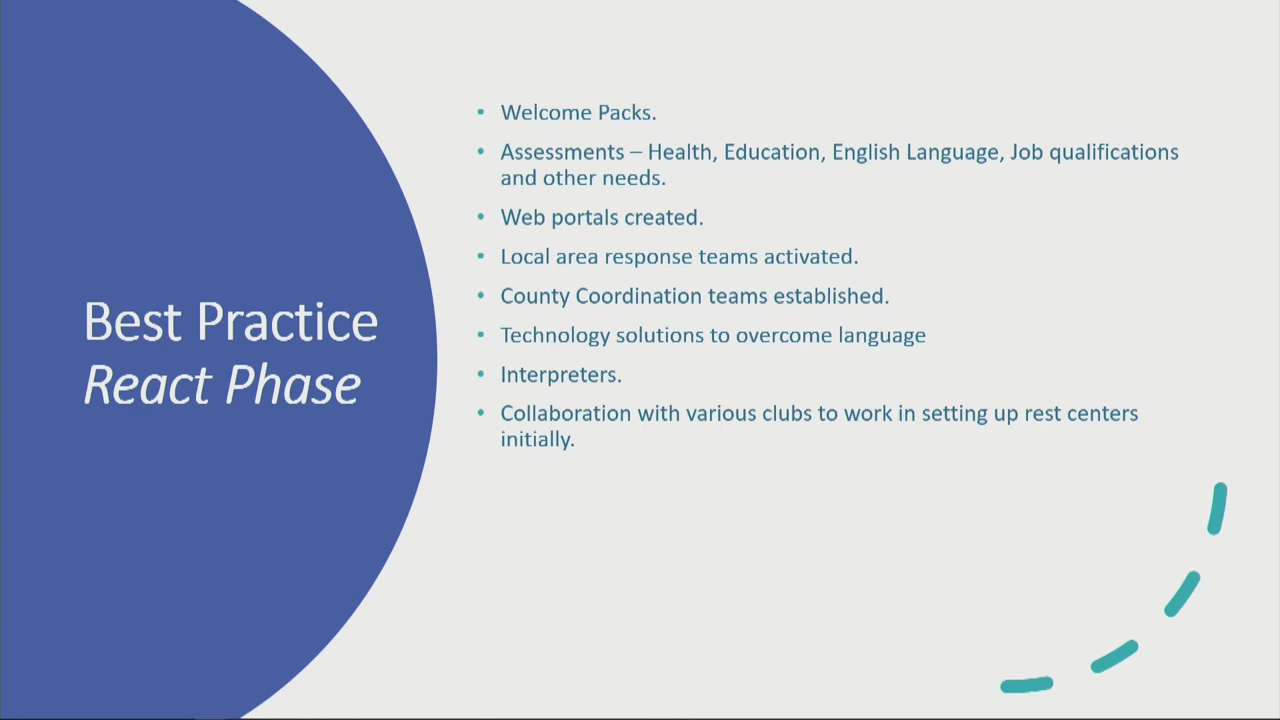 Best Practice
React Phase
• Welcome Packs.
• Assessments – Health, Education, English Language, Job qualifications
and other needs.
• Web portals created.
• Local area response teams activated.
• County Coordination teams established.
• Technology solutions to overcome language
• Interpreters.
• Collaboration with various clubs to work in setting up rest centers
initially.